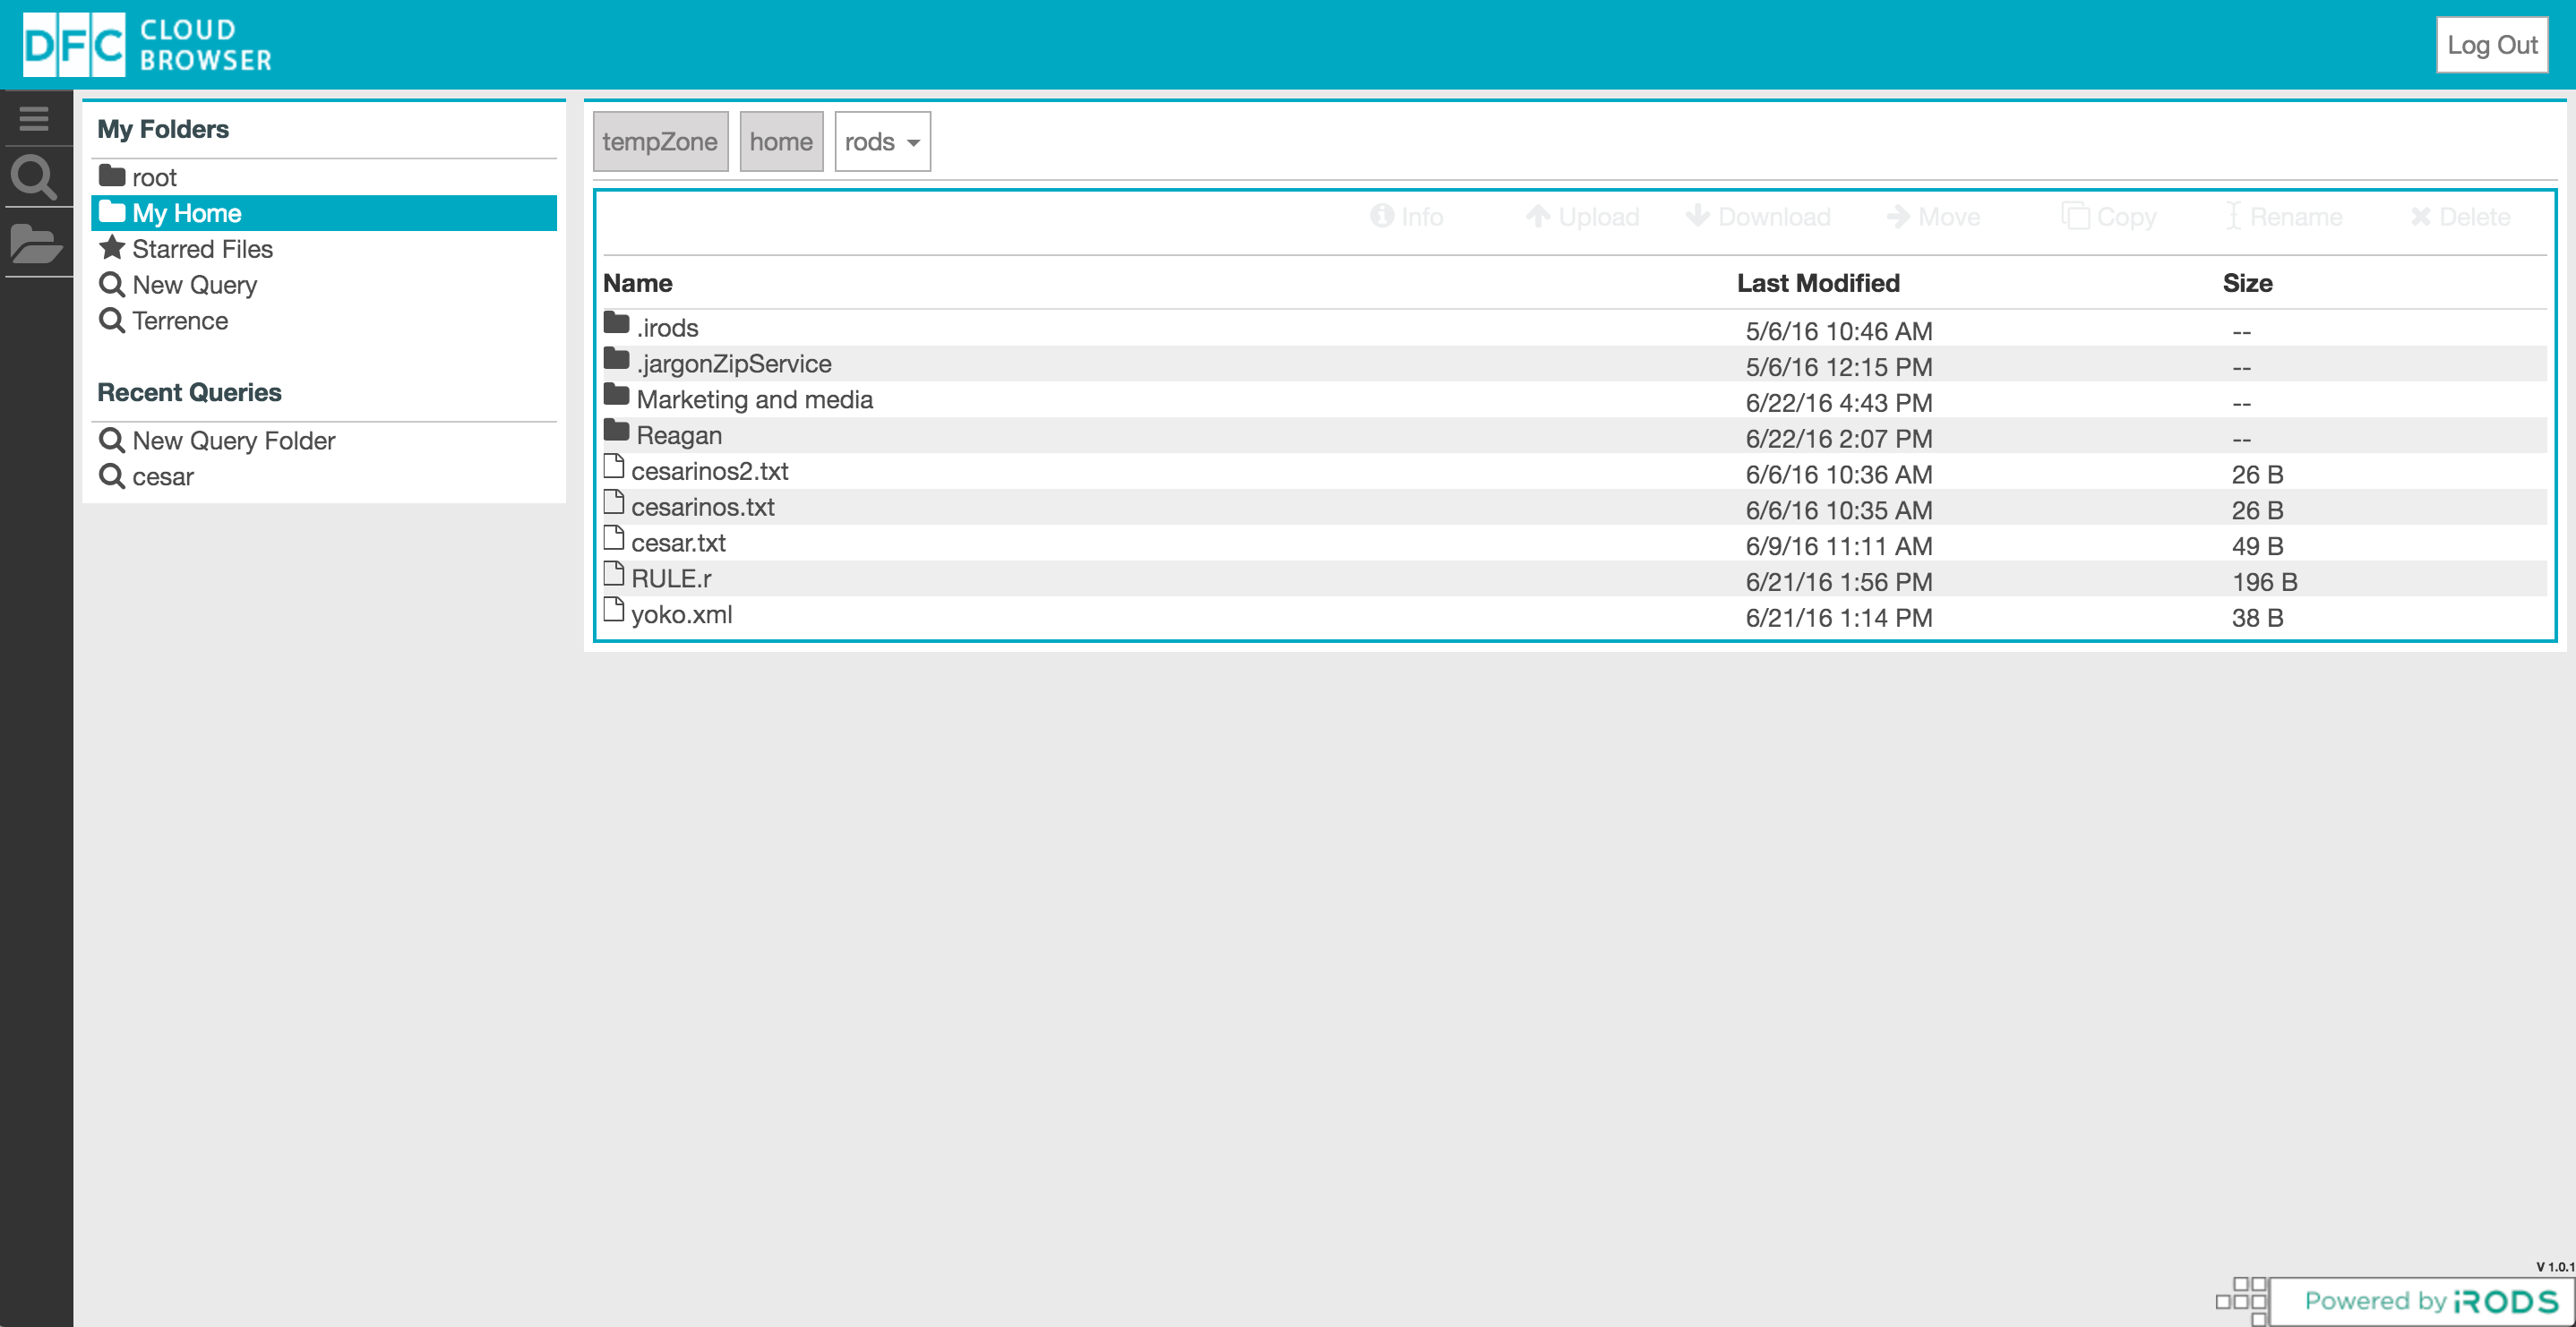 DFC CLOUD
BROWSER
Log Out
My Folders
root
My Home
Starred Files
New Query
Terrence
Recent Queries
New Query Folder
cesar
tempZone home rods
Info Upload Download Move Copy Rename Delete
Name Last Modified Size
.irods 5/6/16 10:46 AM --
.jargonZipService 5/6/16 12:15 PM --
Marketing and media 6/22/16 4:43 PM --
Reagan 6/22/16 2:07 PM --
cesarinos2.txt 6/6/16 10:36 AM 26 B
cesarinos.txt 6/6/16 10:35 AM 26 B
cesar.txt 6/9/16 11:11 AM 49 B
RULE.r 6/21/16 1:56 PM 196 B
yoko.xml 6/21/16 1:14 PM 38 B
V 1.0.1
Powered by iRODS